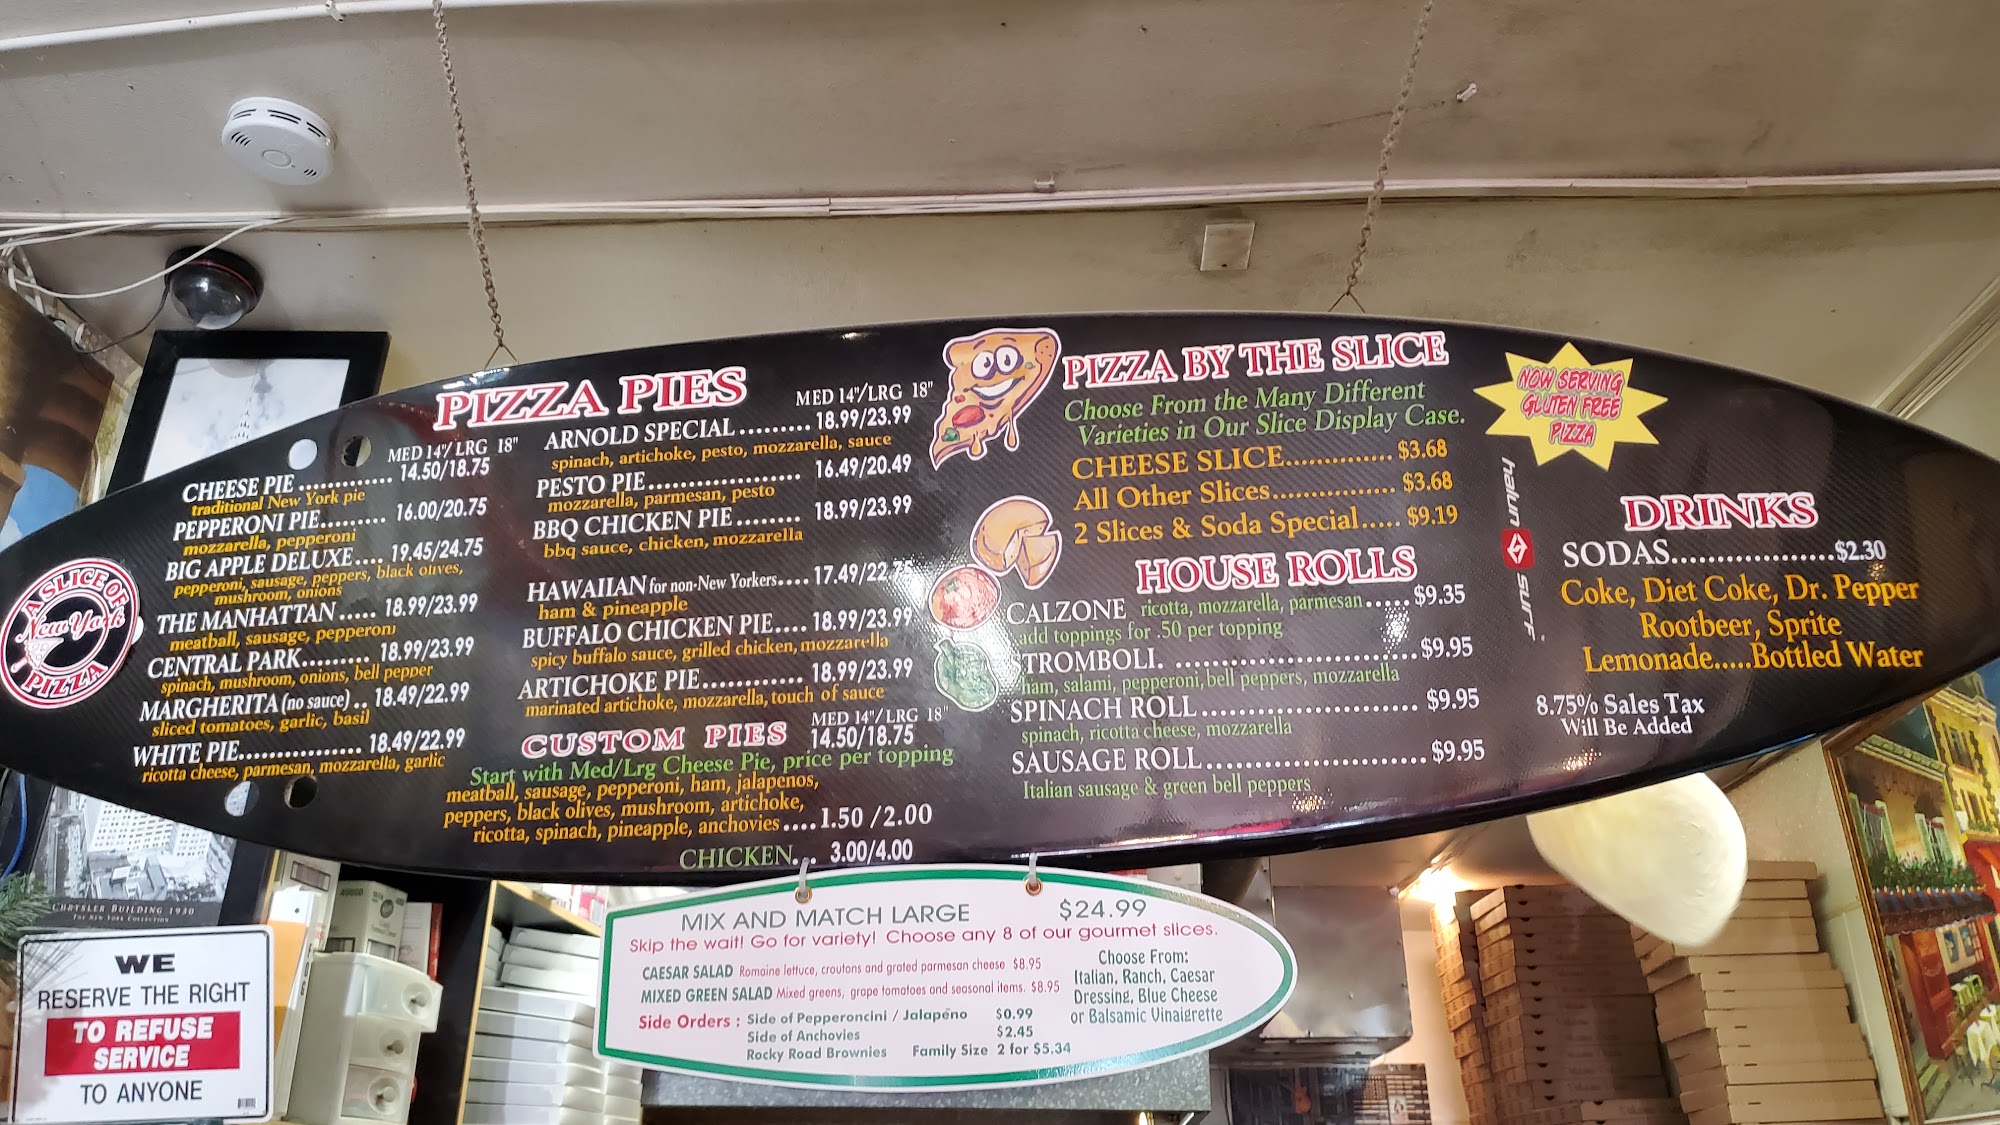 A SLICE OF
New York
PIZZA
PIZZA PIES
MED 14"/ LRG 18"
CHEESE PIE ............. 14.50/18.75
traditional New York pie
PEPPERONI PIE......... 16.00/20.75
mozzarella, pepperoni
BIG APPLE DELUXE.... 19.45/24.75
pepperoni, sausage, peppers, black olives,
mushroom, onions
THE MANHATTAN ..... 18.99/23.99
meatball, sausage, pepperoni
CENTRAL PARK......... 18.99/23.99
spinach, mushroom, onions, bell pepper
MARGHERITA (no sauce) .. 18.49/22.99
sliced tomatoes, garlic, basil
WHITE PIE................. 18.49/22.99
ricotta cheese, parmesan, mozzarella, garlic
MED 14"/LRG 18"
ARNOLD SPECIAL ......... 18.99/23.99
spinach, artichoke, pesto, mozzarella, sauce
PESTO PIE.................... 16.49/20.49
mozzarella, parmesan, pesto
BBQ CHICKEN PIE ........ 18.99/23.99
bbq sauce, chicken, mozzarella
HAWAIIAN for non-New Yorkers.... 17.49/22.75
ham & pineapple
BUFFALO CHICKEN PIE.... 18.99/23.99
spicy buffalo sauce, grilled chicken, mozzarella
ARTICHOKE PIE............ 18.99/23.99
marinated artichoke, mozzarella, touch of sauce
CUSTOM PIES
MED 14"/ LRG 18"
14.50/18.75
Start with Med/Lrg Cheese Pie, price per topping
meatball, sausage, pepperoni, ham, jalapenos,
peppers, black olives, mushroom, artichoke,
ricotta, spinach, pineapple, anchovies .... 1.50 /2.00
CHICKEN... 3.00/4.00
PIZZA BY THE SLICE
Choose From the Many Different
Varieties in Our Slice Display Case.
CHEESE SLICE.............. $3.68
All Other Slices................ $3.68
2 Slices & Soda Special..... $9.19
HOUSE ROLLS
CALZONE ricotta, mozzarella, parmesan ..... $9.35
add toppings for .50 per topping
STROMBOLI. ........................... $9.95
ham, salami, pepperoni, bell peppers, mozzarella
SPINACH ROLL ........................ $9.95
spinach, ricotta cheese, mozzarella
SAUSAGE ROLL ........................ $9.95
Italian sausage & green bell peppers
NOW SERVING
GLUTEN FREE
PIZZA
halun surf
DRINKS
SODAS..................$2.30
Coke, Diet Coke, Dr. Pepper
Rootbeer, Sprite
Lemonade.....Bottled Water
8.75% Sales Tax
Will Be Added
MIX AND MATCH LARGE $24.99
Skip the wait! Go for variety! Choose any 8 of our gourmet slices.
CAESAR SALAD Romaine lettuce, croutons and grated parmesan cheese $8.95
MIXED GREEN SALAD Mixed greens, grape tomatoes and seasonal items. $8.95
Side Orders : Side of Pepperoncini / Jalapeno $0.99
Side of Anchovies $2.45
Rocky Road Brownies Family Size 2 for $5.34
Choose From:
Italian, Ranch, Caesar
Dressing, Blue Cheese
or Balsamic Vinaigrette
CHRYSLER BUILDING 1930
THE NEW YORK COLLECTION
WE
RESERVE THE RIGHT
TO REFUSE
SERVICE
TO ANYONE